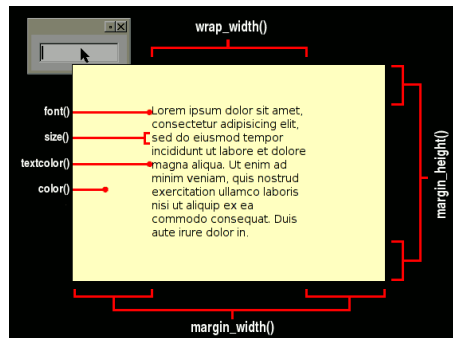 wrap_width()
font()
size()
textcolor()
color()
Lorem ipsum dolor sit amet,
consectetur adipisicing elit,
sed do eiusmod tempor
incididunt ut labore et dolore
magna aliqua. Ut enim ad
minim veniam, quis nostrud
exercitation ullamco laboris
nisi ut aliquip ex ea
commodo consequat. Duis
aute irure dolor in.
margin_height()
margin_width()